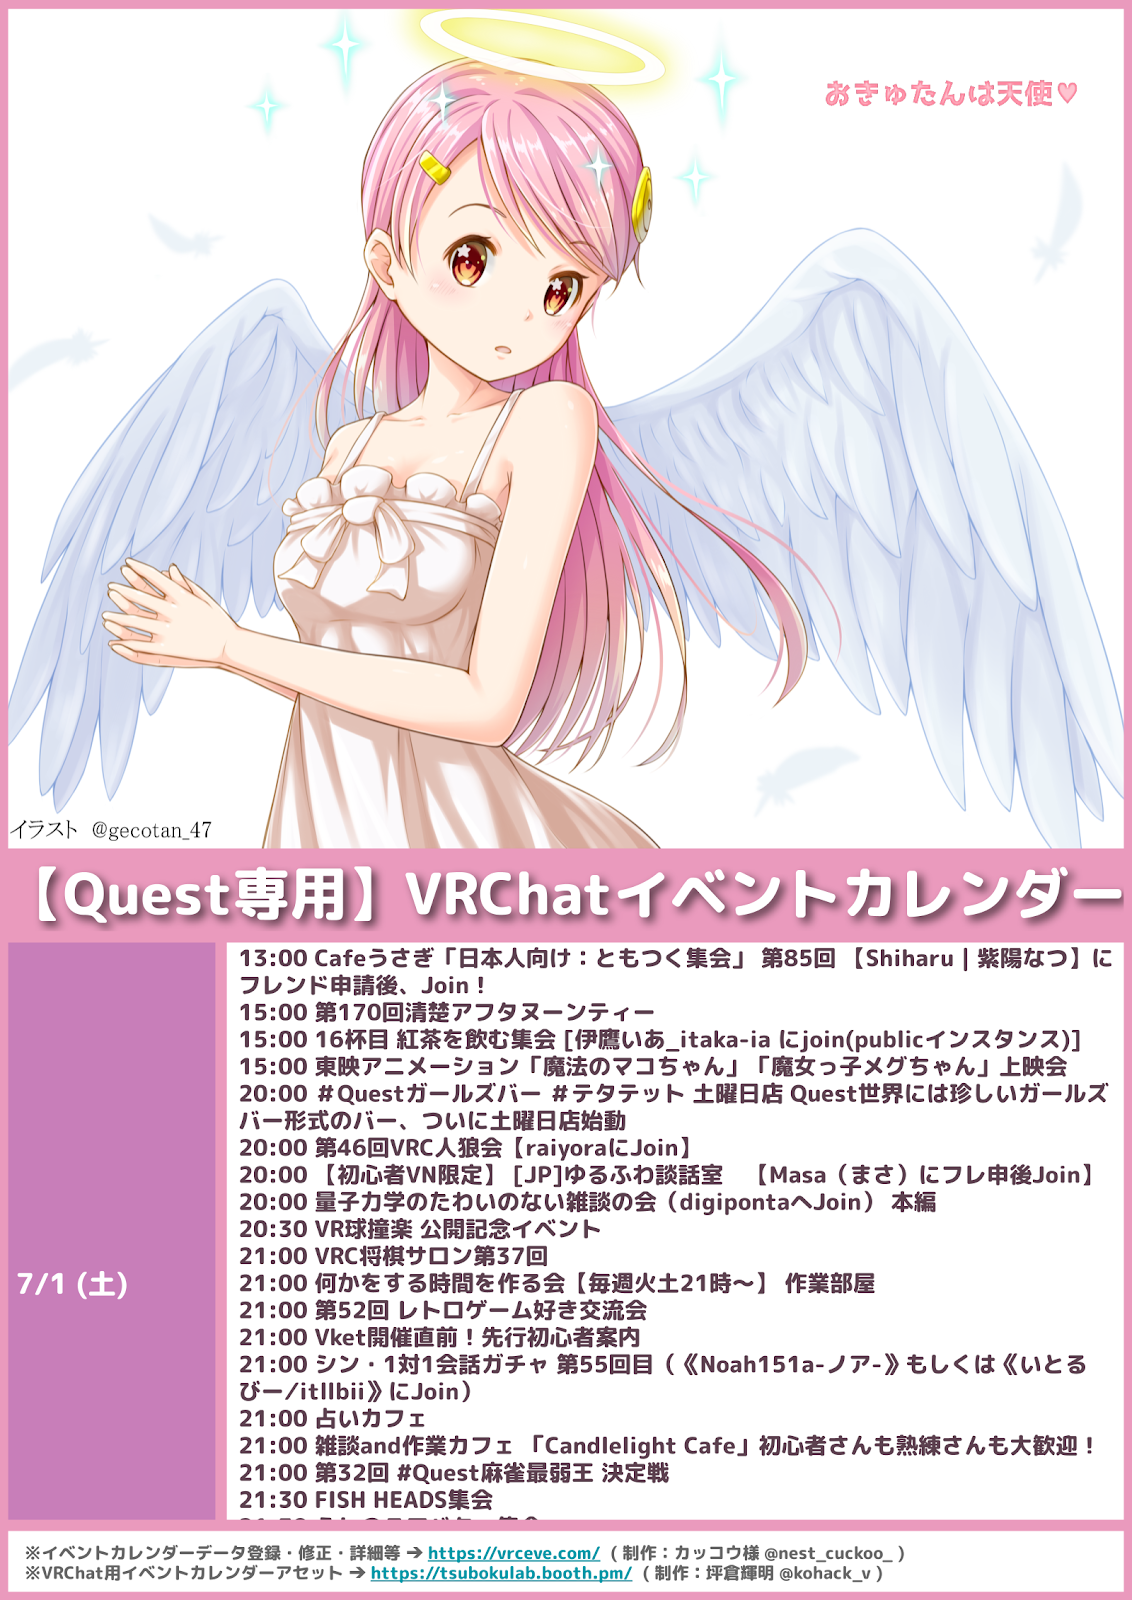 おきゅたんは天使♥
イラスト @gecotan_47
【Quest専用】VRChatイベントカレンダー
7/1 (土)
13:00 Cafeうさぎ「日本人向け：ともつく集会」 第85回 【Shiharu | 紫陽なつ】に
フレンド申請後、Join！
15:00 第170回清楚アフタヌーンティー
15:00 16杯目 紅茶を飲む集会 [伊鷹いあ_itaka-ia にjoin(publicインスタンス)]
15:00 東映アニメーション「魔法のマコちゃん」「魔女っ子メグちゃん」上映会
20:00 ＃Questガールズバー ＃テタテット 土曜日店 Quest世界には珍しいガールズ
バー形式のバー、ついに土曜日店始動
20:00 第46回VRC人狼会【raiyoraにJoin】
20:00 【初心者VN限定】 [JP]ゆるふわ談話室　【Masa（まさ）にフレ申後Join】
20:00 量子力学のたわいのない雑談の会（digipontaへJoin） 本編
20:30 VR球撞楽 公開記念イベント
21:00 VRC将棋サロン第37回
21:00 何かをする時間を作る会【毎週火土21時～】 作業部屋
21:00 第52回 レトロゲーム好き交流会
21:00 Vket開催直前！先行初心者案内
21:00 シン・1対1会話ガチャ 第55回目（《Noah151a-ノア-》もしくは《いとる
びー/itllbii》にJoin）
21:00 占いカフェ
21:00 雑談and作業カフェ 「Candlelight Cafe」初心者さんも熟練さんも大歓迎！
21:00 第32回 #Quest麻雀最弱王 決定戦
21:30 FISH HEADS集会
※イベントカレンダーデータ登録・修正・詳細等 ➔ https://vrceve.com/ （ 制作：カッコウ様 @nest_cuckoo_ ）
※VRChat用イベントカレンダーアセット ➔ https://tsubokulab.booth.pm/ （ 制作：坪倉輝明 @kohack_v ）